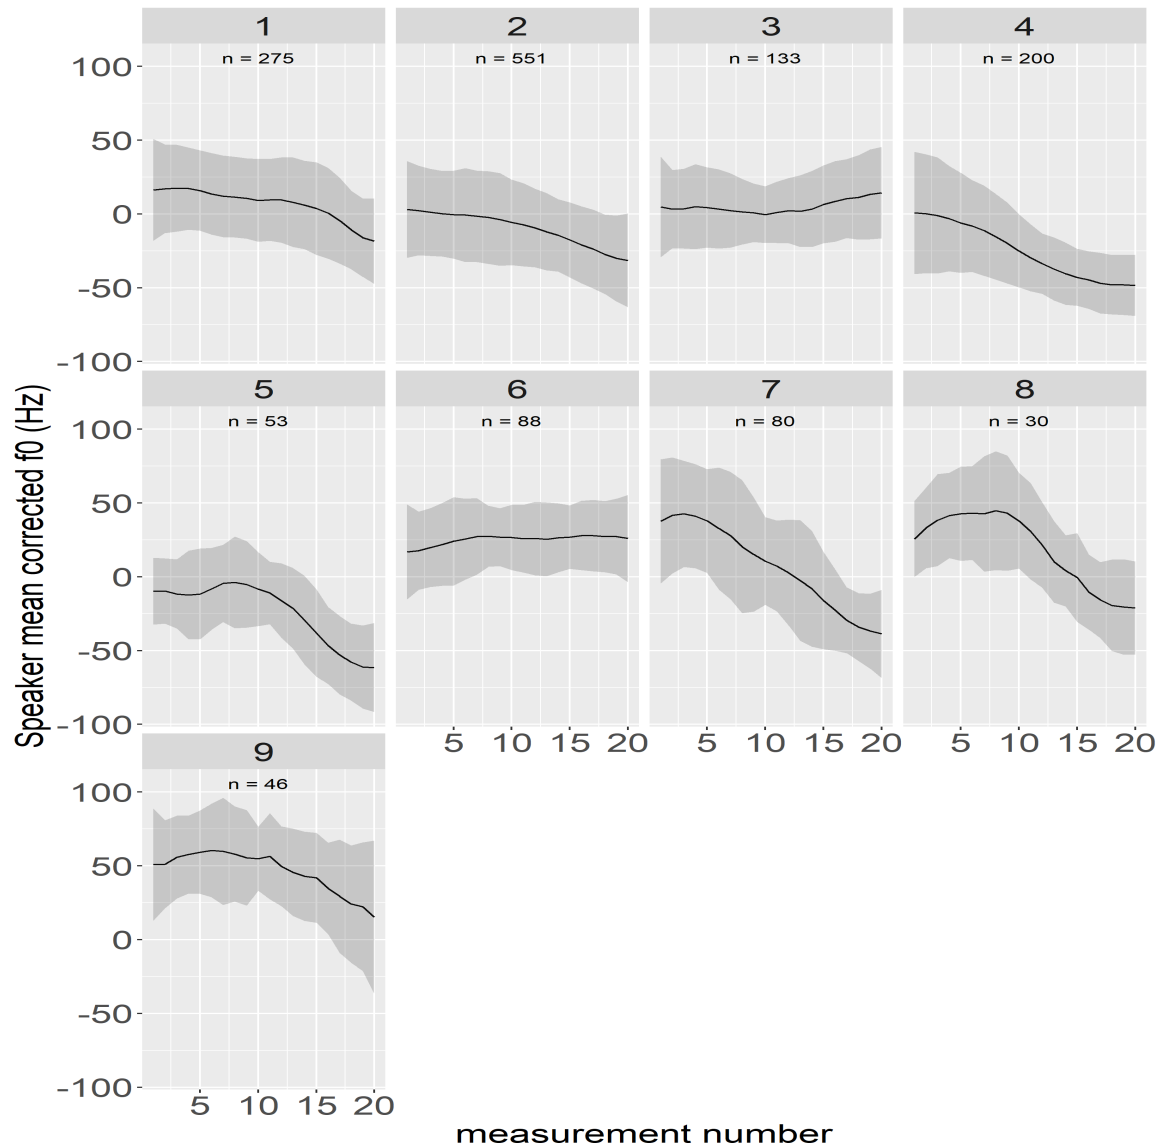 1 2 3 4
n = 275 n = 551 n = 133 n = 200
100
50
0
-50
-100
5 6 7 8
n = 53 n = 88 n = 80 n = 30
100
50
0
-50
-100
5 10 15 20 5 10 15 20 5 10 15 20
9
n = 46
100
50
0
-50
-100
5 10 15 20
Speaker mean corrected f0 (Hz)
measurement number